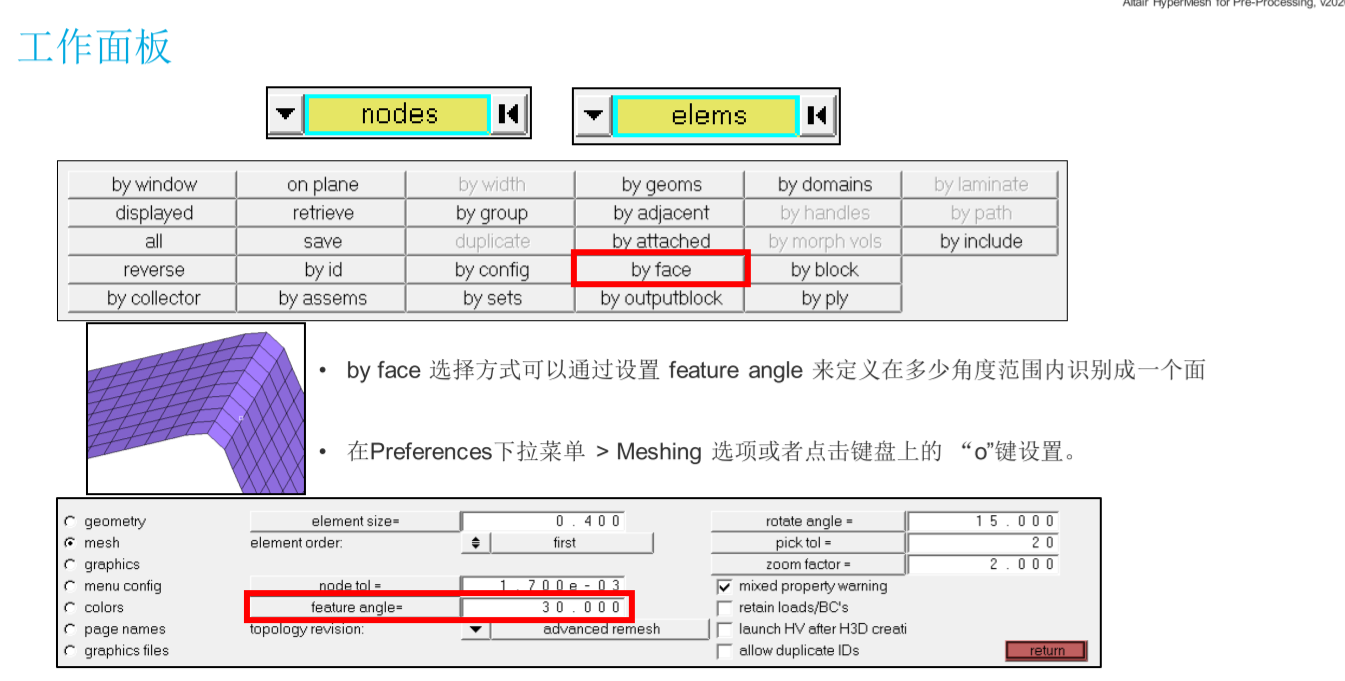 Altair HyperMesh for Pre-Processing,
工作面板
nodes elems
by window on plane by width by geoms by domains by laminate
displayed retrieve by group by adjacent by handles by path
all save duplicate by attached by morph vols by include
reverse by id by config by face by block
by collector by assems by sets by outputblock by ply
• by face 选择方式可以通过设置 feature angle 来定义在多少角度范围内识别成一个面
• 在Preferences下拉菜单 > Meshing 选项或者点击键盘上的 “o”键设置。
geometry element size= 0.400 rotate angle = 15.000
mesh element order: first pick tol = 20
graphics zoom factor = 2.000
menu config node tol = 1.700e-03 mixed property warning
colors feature angle= 30.000 retain loads/BC's
page names topology revision: advanced remesh launch HV after H3D creati
graphics files allow duplicate IDs return